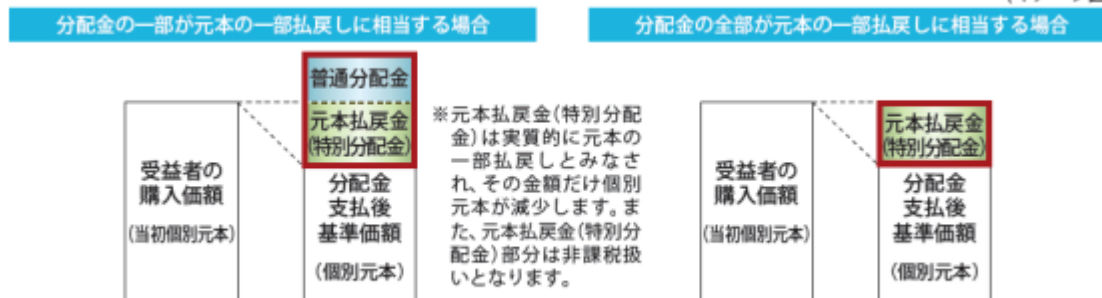 分配金の一部が元本の一部払戻しに相当する場合
普通分配金
元本払戻金
(特別分配金)
受益者の
購入価額
(当初個別元本)
分配金
支払後
基準価額
(個別元本)
※元本払戻金(特別分配
金)は実質的に元本の
一部払戻しとみなさ
れ、その金額だけ個別
元本が減少します。ま
た、元本払戻金(特別分
配金)部分は非課税扱
いとなります。
分配金の全部が元本の一部払戻しに相当する場合
元本払戻金
(特別分配金)
受益者の
購入価額
(当初個別元本)
分配金
支払後
基準価額
(個別元本)